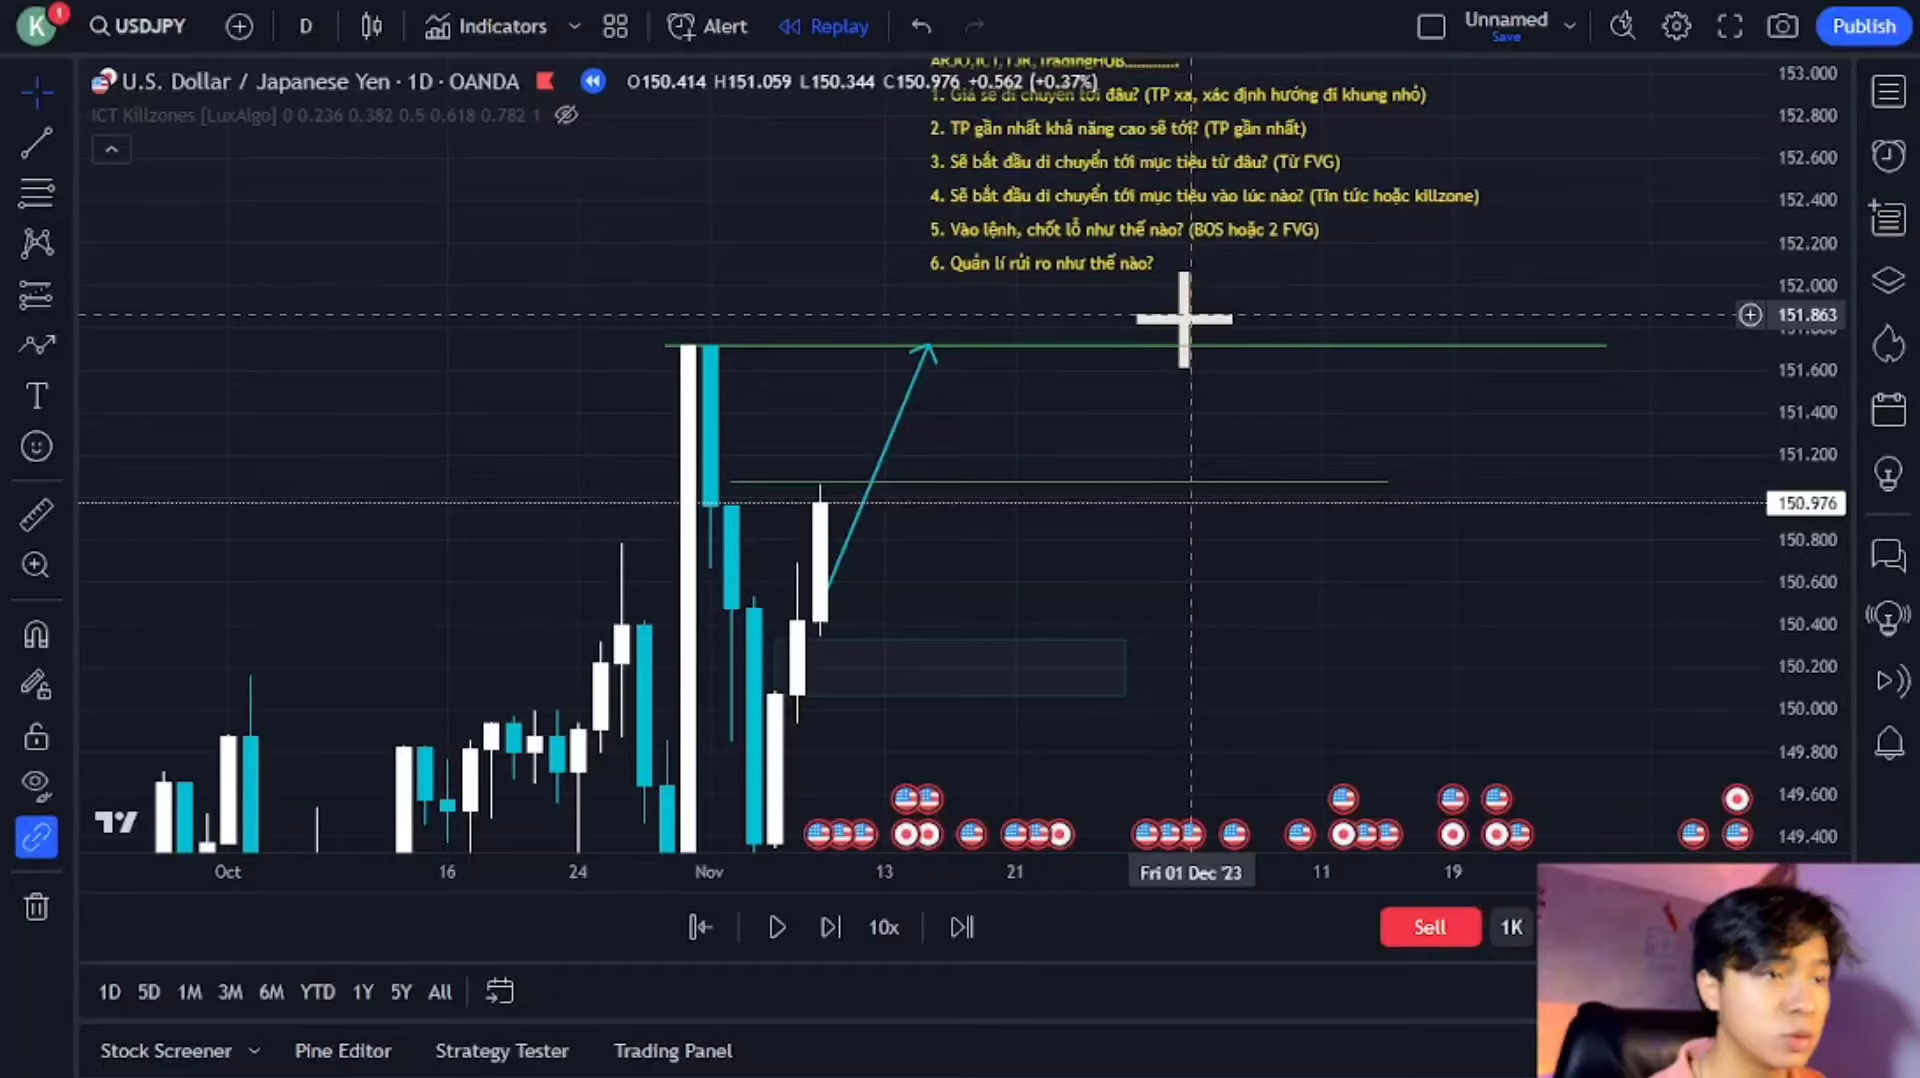 K
1
USDJPY
D
Indicators
Alert
Replay
Unnamed
Save
Publish
ARJO,ICT,TJR,TradingHUB
U.S. Dollar / Japanese Yen · 1D · OANDA
O150.414 H151.059 L150.344 C150.976 +0.562 (+0.37%)
ICT Killzones [LuxAlgo] 0 0.236 0.382 0.5 0.618 0.782 1
1. Giá sẽ di chuyển tới đâu? (TP xa, xác định hướng đi khung nhỏ)
2. TP gần nhất khả năng cao sẽ tới? (TP gần nhất)
3. Sẽ bắt đầu di chuyển tới mục tiêu từ đâu? (Từ FVG)
4. Sẽ bắt đầu di chuyển tới mục tiêu vào lúc nào? (Tin tức hoặc killzone)
5. Vào lệnh, chốt lỗ như thế nào? (BOS hoặc 2 FVG)
6. Quản lí rủi ro như thế nào?
153.000
152.800
152.600
152.400
152.200
152.000
151.863
151.600
151.400
151.200
150.976
150.800
150.600
150.400
150.200
150.000
149.800
149.600
149.400
Oct
16
24
Nov
13
21
Fri 01 Dec '23
11
19
10x
Sell
1K
1D 5D 1M 3M 6M YTD 1Y 5Y All
Stock Screener
Pine Editor
Strategy Tester
Trading Panel